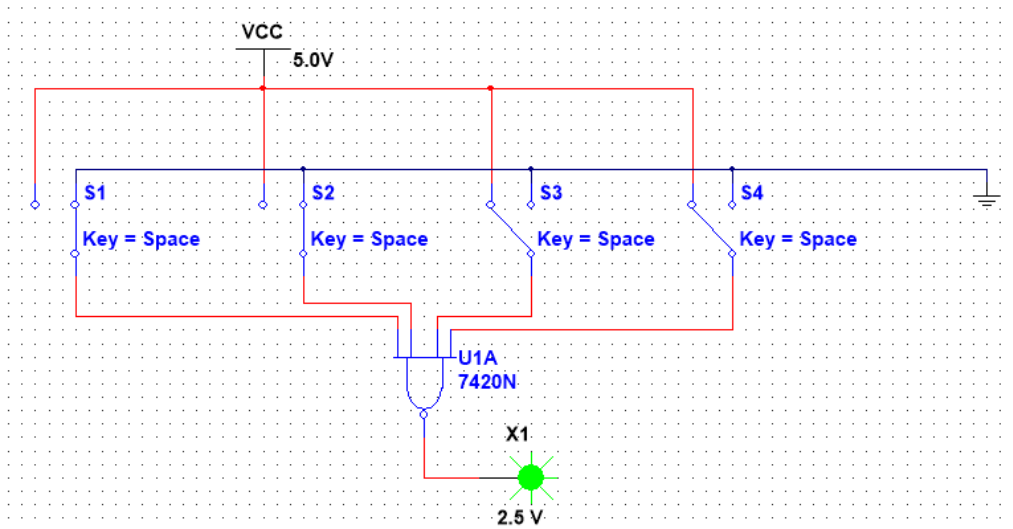 VCC
5.0V
S1
S2
S3
S4
Key = Space
Key = Space
Key = Space
Key = Space
U1A
7420N
X1
2.5 V